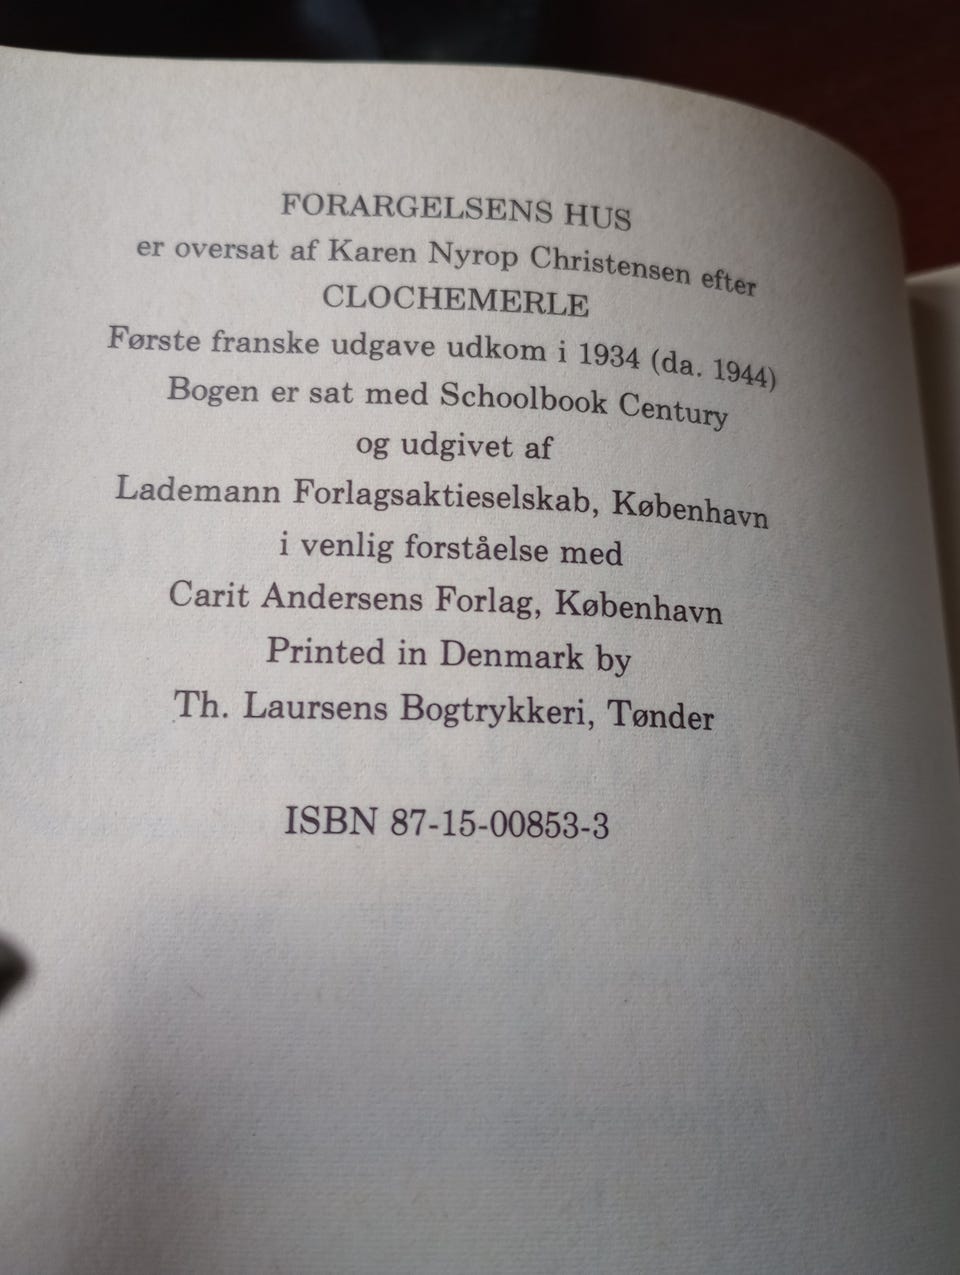 FORARGELSENS HUS
er oversat af Karen Nyrop Christensen efter
CLOCHEMERLE
Første franske udgave udkom i 1934 (da. 1944)
Bogen er sat med Schoolbook Century
og udgivet af
Lademann Forlagsaktieselskab, København
i venlig forståelse med
Carit Andersens Forlag, København
Printed in Denmark by
Th. Laursens Bogtrykkeri, Tønder
ISBN 87-15-00853-3